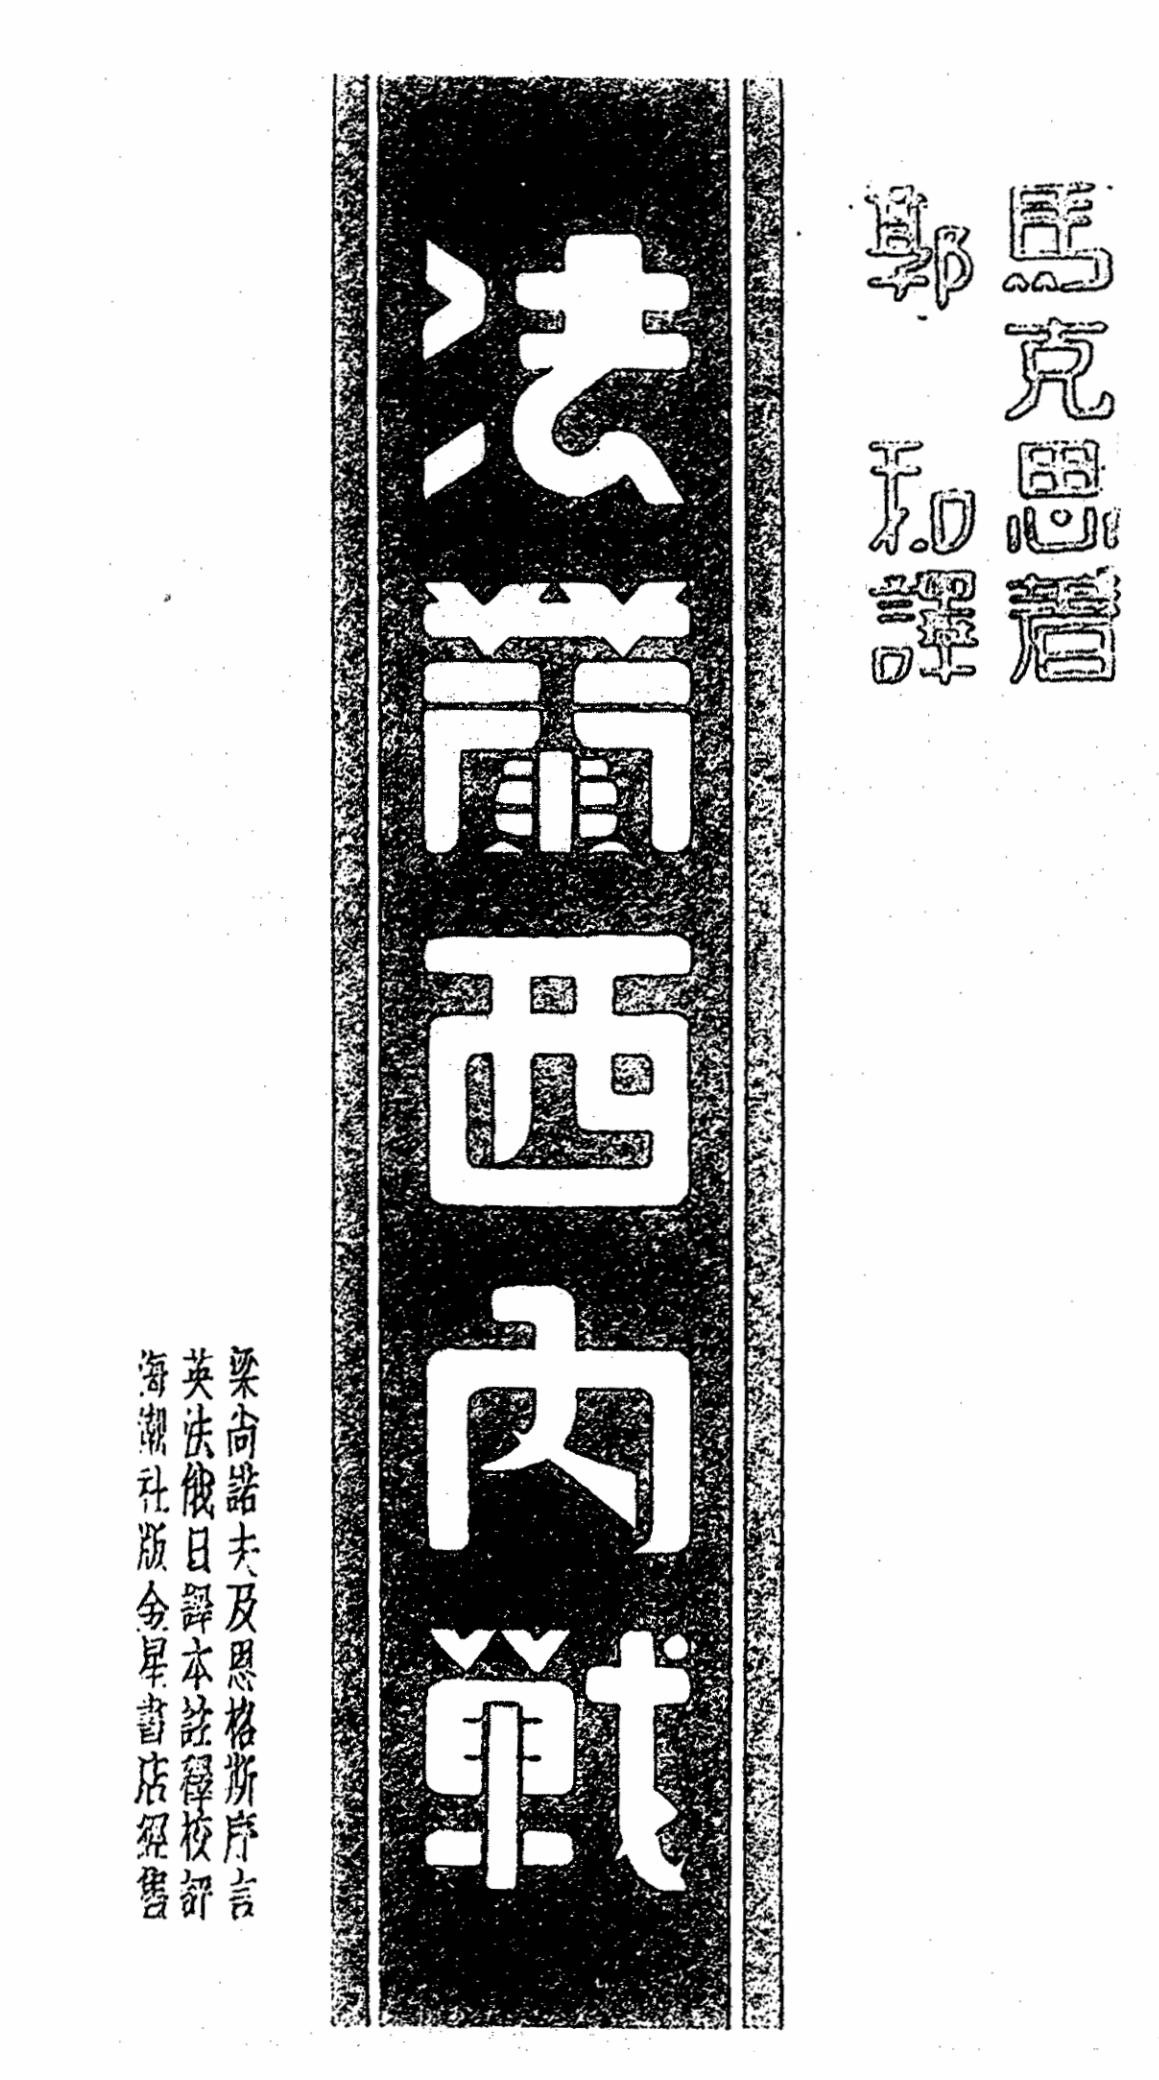 馬克思著
郭和譯
法蘭西內戰
梁尚諾夫及恩格斯序言
英法俄日譯本註釋校訂
海潮社版金星書店經售